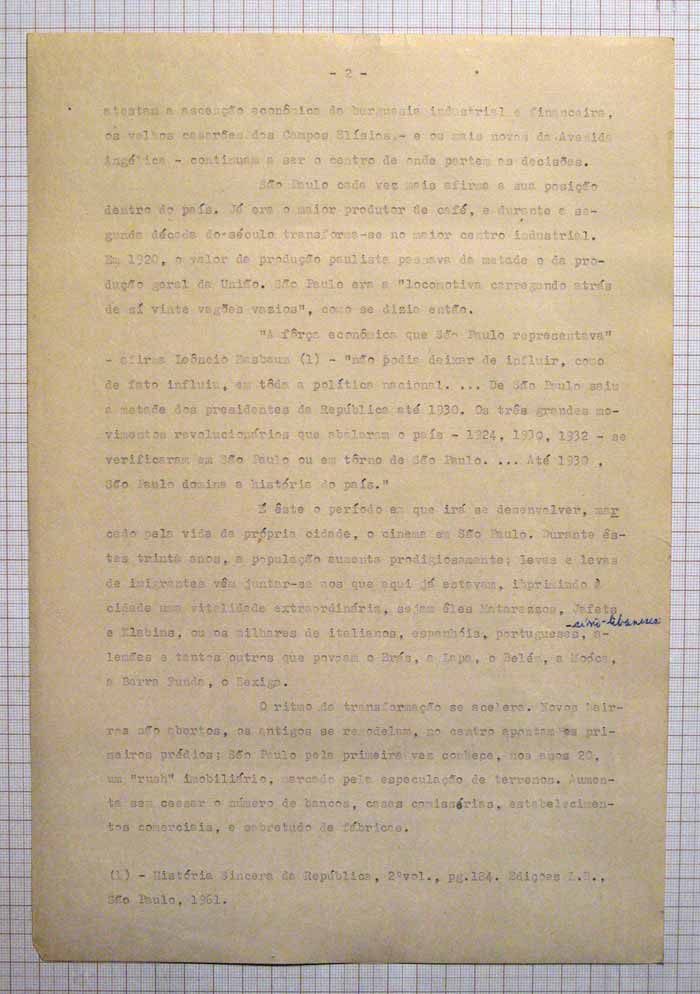 - 2 -
atestam a ascenção econômica da burguesia industrial e financeira,
os velhos casarões dos Campos Elísios - e os mais novos da Avenida
Angélica - continuam a ser o centro de onde partem as decisões.
São Paulo cada vez mais afirma a sua posição
dentro do país. Já era o maior produtor de café, e durante a se-
gunda década do século transforma-se no maior centro industrial.
Em 1920, o valor da produção paulista passava da metade o da pro-
dução geral da União. São Paulo era a "locomotiva carregando atrás
de sí vinte vagões vazios", como se dizia então.
"A fôrça econômica que São Paulo representava"
- afirma Leôncio Basbaum (1) - "não podia deixar de influir, como
de fato influiu, em tôda a política nacional. ... De São Paulo saiu
a metade dos presidentes da República até 1930. Os três grandes mo-
vimentos revolucionários que abalaram o país - 1924, 1930, 1932 - se
verificaram em São Paulo ou em tôrno de São Paulo. ... Até 1930 ,
São Paulo domina a história do país."
É êste o período em que irá se desenvolver, mar
cado pela vida da própria cidade, o cinema em São Paulo. Durante ês-
tes trinta anos, a população aumenta prodigiosamente; levas e levas
de imigrantes vêm juntar-se aos que aqui já estavam, imprimindo à
cidade uma vitalidade extraordinária, sejam êles Matarazzos, Jafets
e Klabins, ou os milhares de italianos, espanhóis, portugueses, a-
- sírio-libaneses
lemães e tantos outros que povoam o Brás, a Lapa, o Belém, a Moóca,
a Barra Funda, o Bexiga.
O ritmo da transformação se acelera. Novos bair-
ros são abertos, os antigos se remodelam, no centro apontam os pri-
meiros prédios; São Paulo pela primeira vez conhece, nos anos 20,
um "rush" imobiliário, marcado pela especulação de terrenos. Aumen-
ta sem cessar o número de bancos, casas comissárias, estabelecimen-
tos comerciais, e sobretudo de fábricas.
(1) - História Sincera da República, 2º vol., pg.184. Edições L.B.,
São Paulo, 1961.